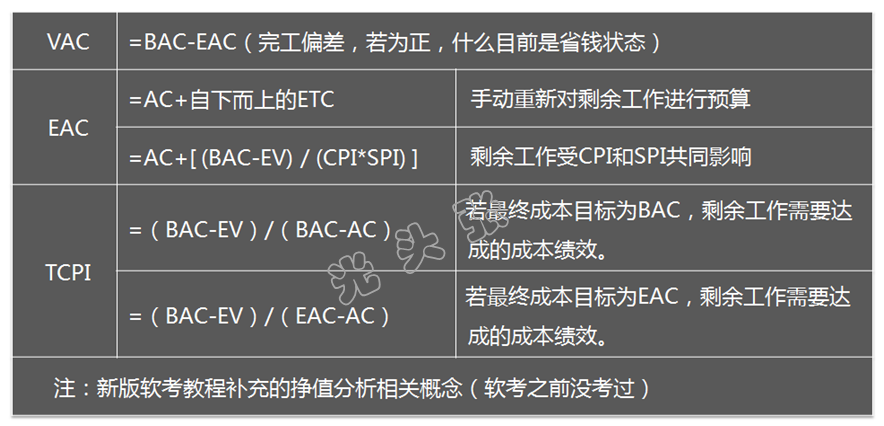 VAC
=BAC-EAC（完工偏差，若为正，什么目前是省钱状态）
EAC
=AC+自下而上的ETC
手动重新对剩余工作进行预算
=AC+[ (BAC-EV) / (CPI*SPI) ]
剩余工作受CPI和SPI共同影响
TCPI
=（BAC-EV）/（BAC-AC）
若最终成本目标为BAC，剩余工作需要达
成的成本绩效。
=（BAC-EV）/（EAC-AC）
若最终成本目标为EAC，剩余工作需要达
成的成本绩效。
光头张
注：新版软考教程补充的挣值分析相关概念（软考之前没考过）